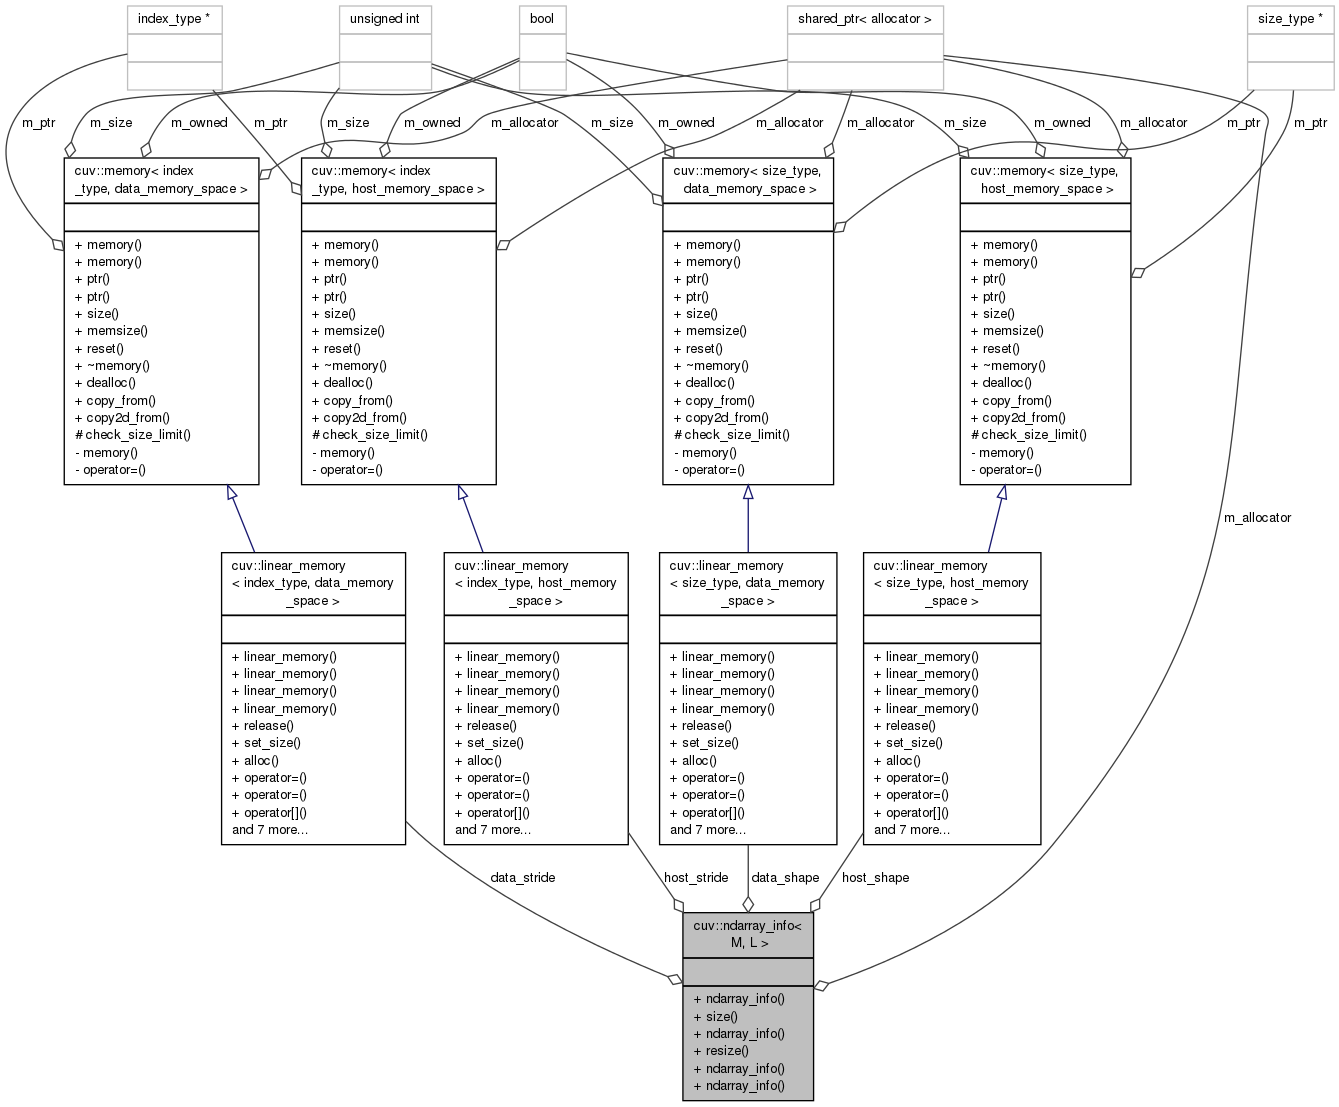 index_type *
unsigned int
bool
shared_ptr< allocator >
size_type *
m_ptr
m_size
m_owned
m_ptr
m_size
m_owned
m_allocator
m_size
m_owned
m_allocator
m_allocator
m_size
m_owned
m_allocator
m_ptr
m_ptr
cuv::memory< index
_type, data_memory_space >
+ memory()
+ memory()
+ ptr()
+ ptr()
+ size()
+ memsize()
+ reset()
+ ~memory()
+ dealloc()
+ copy_from()
+ copy2d_from()
# check_size_limit()
- memory()
- operator=()
cuv::memory< index
_type, host_memory_space >
+ memory()
+ memory()
+ ptr()
+ ptr()
+ size()
+ memsize()
+ reset()
+ ~memory()
+ dealloc()
+ copy_from()
+ copy2d_from()
# check_size_limit()
- memory()
- operator=()
cuv::memory< size_type,
data_memory_space >
+ memory()
+ memory()
+ ptr()
+ ptr()
+ size()
+ memsize()
+ reset()
+ ~memory()
+ dealloc()
+ copy_from()
+ copy2d_from()
# check_size_limit()
- memory()
- operator=()
cuv::memory< size_type,
host_memory_space >
+ memory()
+ memory()
+ ptr()
+ ptr()
+ size()
+ memsize()
+ reset()
+ ~memory()
+ dealloc()
+ copy_from()
+ copy2d_from()
# check_size_limit()
- memory()
- operator=()
m_allocator
cuv::linear_memory
< index_type, data_memory
_space >
+ linear_memory()
+ linear_memory()
+ linear_memory()
+ linear_memory()
+ release()
+ set_size()
+ alloc()
+ operator=()
+ operator=()
+ operator[]()
and 7 more...
cuv::linear_memory
< index_type, host_memory
_space >
+ linear_memory()
+ linear_memory()
+ linear_memory()
+ linear_memory()
+ release()
+ set_size()
+ alloc()
+ operator=()
+ operator=()
+ operator[]()
and 7 more...
cuv::linear_memory
< size_type, data_memory
_space >
+ linear_memory()
+ linear_memory()
+ linear_memory()
+ linear_memory()
+ release()
+ set_size()
+ alloc()
+ operator=()
+ operator=()
+ operator[]()
and 7 more...
cuv::linear_memory
< size_type, host_memory
_space >
+ linear_memory()
+ linear_memory()
+ linear_memory()
+ linear_memory()
+ release()
+ set_size()
+ alloc()
+ operator=()
+ operator=()
+ operator[]()
and 7 more...
data_stride
host_stride
data_shape
host_shape
cuv::ndarray_info<
M, L >
+ ndarray_info()
+ size()
+ ndarray_info()
+ resize()
+ ndarray_info()
+ ndarray_info()